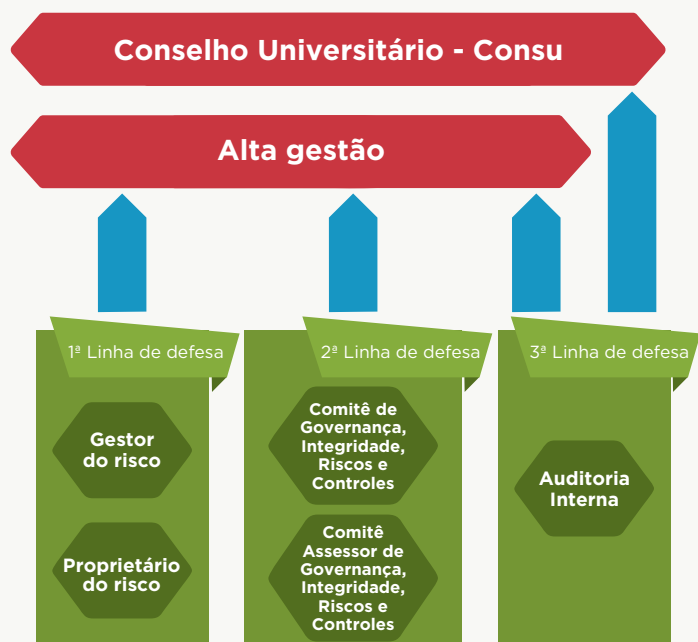 Conselho Universitário - Consu
Alta gestão
1ª Linha de defesa
Gestor
do risco
Proprietário
do risco
2ª Linha de defesa
Comitê de
Governança,
Integridade,
Riscos e
Controles
Comitê
Assessor de
Governança,
Integridade,
Riscos e
Controles
3ª Linha de defesa
Auditoria
Interna